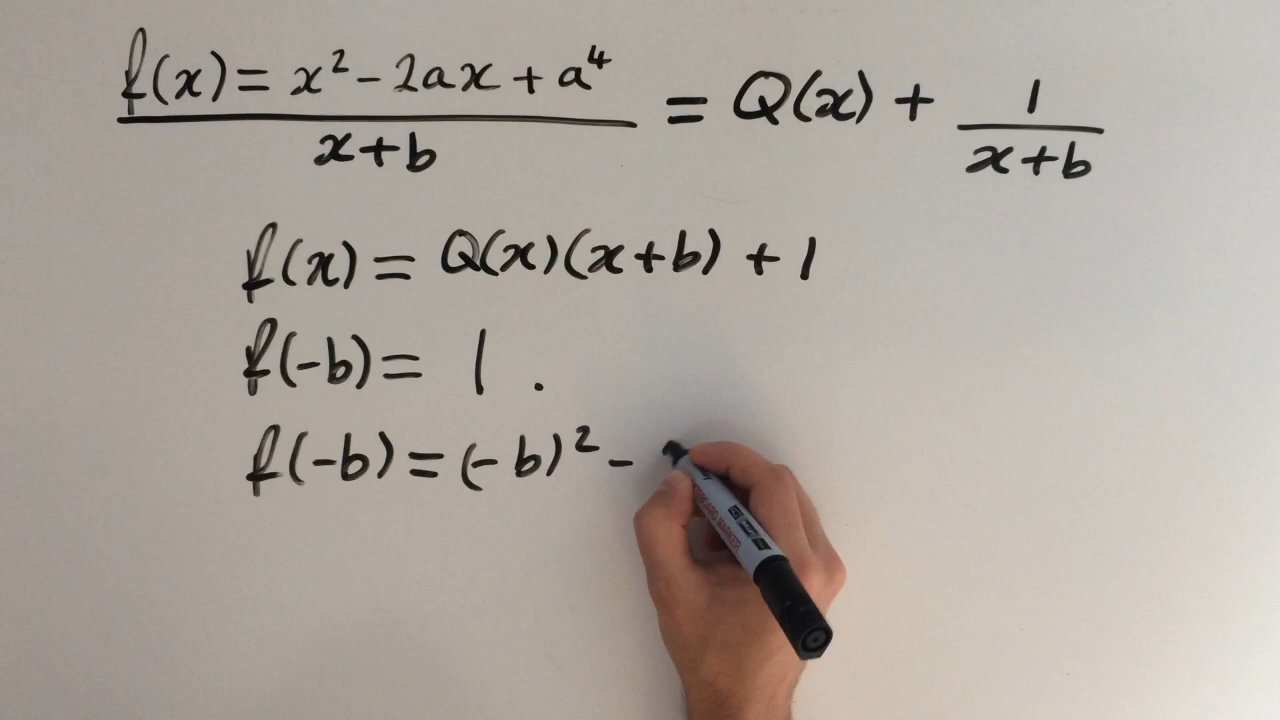 f(x) = x² - 2ax + a⁴ / x+b = Q(x) + 1 / x+b
f(x) = Q(x)(x+b) + 1
f(-b) = 1 .
f(-b) = (-b)² -